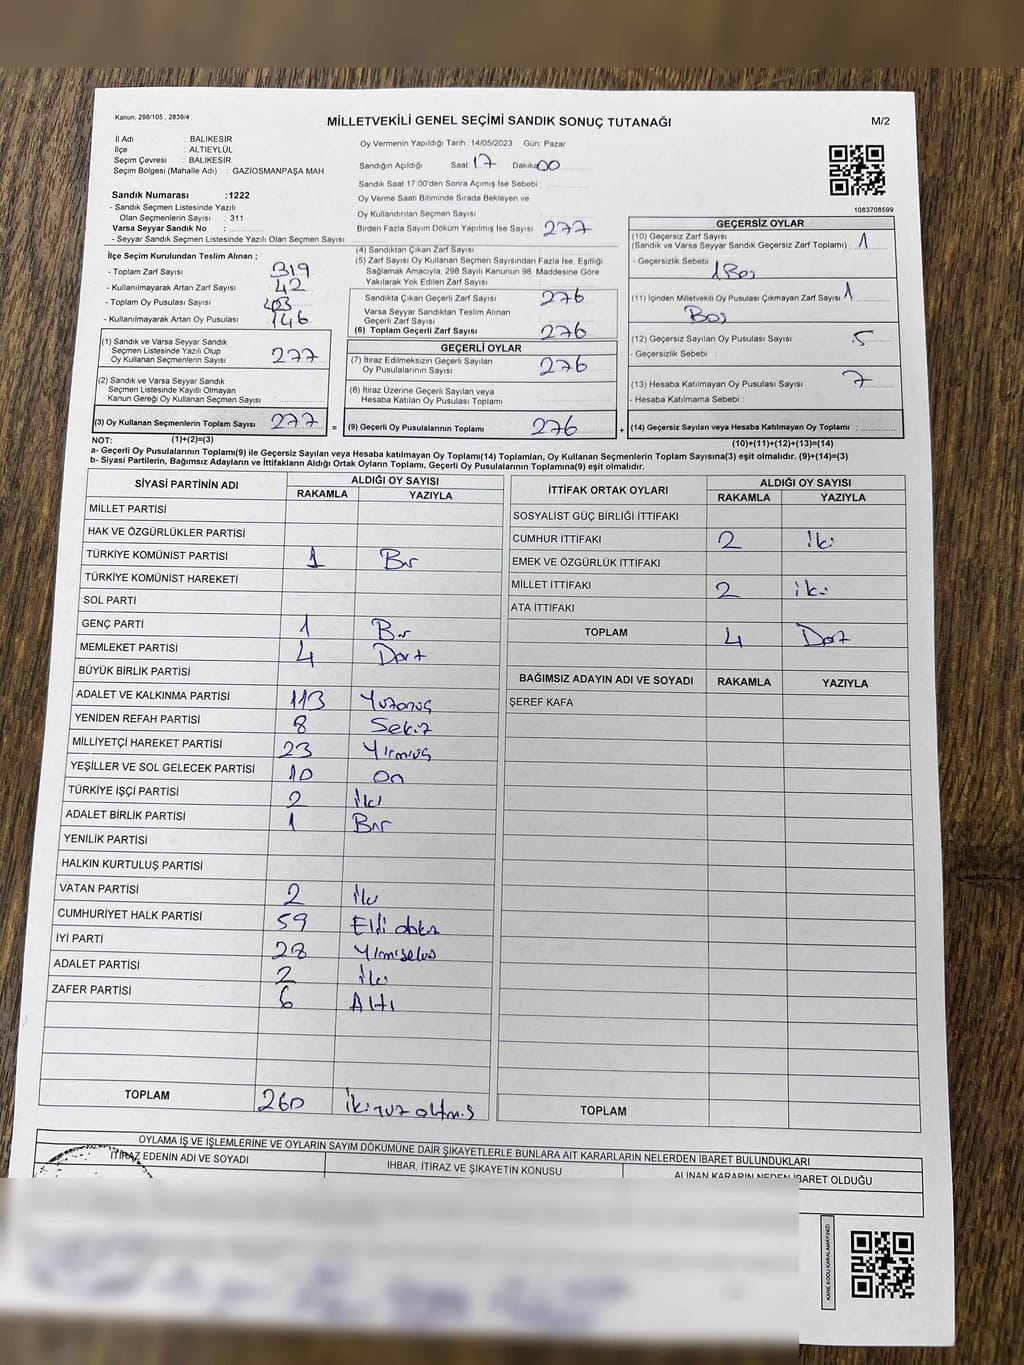 Kanun: 298/105 , 2839/4
MİLLETVEKİLİ GENEL SEÇİMİ SANDIK SONUÇ TUTANAĞI
M/2
İl Adı : BALIKESİR
İlçe : ALTIEYLÜL
Seçim Çevresi : BALIKESİR
Seçim Bölgesi (Mahalle Adı) : GAZİOSMANPAŞA MAH.
Sandık Numarası :1222
- Sandık Seçmen Listesinde Yazılı
Olan Seçmenlerin Sayısı : 311
Varsa Seyyar Sandık No :
- Seyyar Sandık Seçmen Listesinde Yazılı Olan Seçmen Sayısı
Oy Vermenin Yapıldığı Tarih : 14/05/2023 Gün: Pazar
Sandığın Açıldığı Saat 17 Dakika 00
Sandık Saat 17:00'den Sonra Açımış İse Sebebi :
Oy Verme Saati Bitiminde Sırada Bekleyen ve
Oy Kullandırılan Seçmen Sayısı
Birden Fazla Sayım Döküm Yapılmış İse Sayısı 277
1083708599
İlçe Seçim Kurulundan Teslim Alınan ;
- Toplam Zarf Sayısı 319
- Kullanılmayarak Artan Zarf Sayısı : 42
- Toplam Oy Pusulası Sayısı
- Kullanılmayarak Artan Oy Pusulası : 146
(1) Sandık ve Varsa Seyyar Sandık
Seçmen Listesinde Yazılı Olup
Oy Kullanan Seçmenlerin Sayısı : 277
(2) Sandık ve Varsa Seyyar Sandık
Seçmen Listesinde Kayıtlı Olmayan
Kanun Gereği Oy Kullanan Seçmen Sayısı :
(3) Oy Kullanan Seçmenlerin Toplam Sayısı 277 =
(4) Sandıktan Çıkan Zarf Sayısı
(5) Zarf Sayısı Oy Kullanan Seçmen Sayısından Fazla İse, Eşitliği
Sağlamak Amacıyla, 298 Sayılı Kanunun 98. Maddesine Göre
Yakılarak Yok Edilen Zarf Sayısı
Sandıkta Çıkan Geçerli Zarf Sayısı 276
Varsa Seyyar Sandıktan Teslim Alınan
Geçerli Zarf Sayısı
(6) Toplam Geçerli Zarf Sayısı 276
GEÇERLİ OYLAR
(7) İtiraz Edilmeksizin Geçerli Sayılan
Oy Pusulalarının Sayısı 276
(8) İtiraz Üzerine Geçerli Sayılan veya
Hesaba Katılan Oy Pusulası Toplamı
(9) Geçerli Oy Pusulalarının Toplamı 276 +
GEÇERSİZ OYLAR
(10) Geçersiz Zarf Sayısı
(Sandık ve Varsa Seyyar Sandık Geçersiz Zarf Toplamı) : 1
- Geçersizlik Sebebi 1 Boş
(11) İçinden Milletvekili Oy Pusulası Çıkmayan Zarf Sayısı 1
Boş
(12) Geçersiz Sayılan Oy Pusulası Sayısı 5
- Geçersizlik Sebebi :
(13) Hesaba Katılmayan Oy Pusulası Sayısı 7
- Hesaba Katılmama Sebebi :
(14) Geçersiz Sayılan veya Hesaba Katılmayan Oy Toplamı :
NOT: (1)+(2)=(3) (10)+(11)+(12)+(13)=(14)
a- Geçerli Oy Pusulalarının Toplamı(9) ile Geçersiz Sayılan veya Hesaba Katılmayan Oy Toplamı(14) Toplamları, Oy Kullanan Seçmenlerin Toplam Sayısına(3) eşit olmalıdır. (9)+(14)=(3)
b- Siyasi Partilerin, Bağımsız Adayların ve İttifakların Aldığı Ortak Oyların Toplamı, Geçerli Oy Pusulalarının Toplamına(9) eşit olmalıdır.
SİYASİ PARTİNİN ADI ALDIĞI OY SAYISI
RAKAMLA YAZIYLA
MİLLET PARTİSİ
HAK VE ÖZGÜRLÜKLER PARTİSİ
TÜRKİYE KOMÜNİST PARTİSİ 1 Bir
TÜRKİYE KOMÜNİST HAREKETİ
SOL PARTİ
GENÇ PARTİ 1 Bir
MEMLEKET PARTİSİ 4 Dört
BÜYÜK BİRLİK PARTİSİ
ADALET VE KALKINMA PARTİSİ 113 Yüzonüç
YENİDEN REFAH PARTİSİ 8 Sekiz
MİLLİYETÇİ HAREKET PARTİSİ 23 Yirmiüç
YEŞİLLER VE SOL GELECEK PARTİSİ 10 On
TÜRKİYE İŞÇİ PARTİSİ 2 İki
ADALET BİRLİK PARTİSİ 1 Bir
YENİLİK PARTİSİ
HALKIN KURTULUŞ PARTİSİ
VATAN PARTİSİ 2 İki
CUMHURİYET HALK PARTİSİ 59 Elli dokuz
İYİ PARTİ 28 Yirmisekiz
ADALET PARTİSİ 2 İki
ZAFER PARTİSİ 6 Altı
TOPLAM 260 İkiyüz altmış
İTTİFAK ORTAK OYLARI ALDIĞI OY SAYISI
RAKAMLA YAZIYLA
SOSYALİST GÜÇ BİRLİĞİ İTTİFAKI
CUMHUR İTTİFAKI 2 İki
EMEK VE ÖZGÜRLÜK İTTİFAKI
MİLLET İTTİFAKI 2 iki
ATA İTTİFAKI
TOPLAM 4 Dört
BAĞIMSIZ ADAYIN ADI VE SOYADI RAKAMLA YAZIYLA
ŞEREF KAFA
TOPLAM
OYLAMA İŞ VE İŞLEMLERİNE VE OYLARIN SAYIM DÖKÜMÜNE DAİR ŞİKAYETLERLE BUNLARA AİT KARARLARIN NELERDEN İBARET BULUNDUKLARI
İTİRAZ EDENİN ADI VE SOYADI
İHBAR, İTİRAZ VE ŞİKAYETİN KONUSU
ALINAN KARARIN NEDEN İBARET OLDUĞU
KARE KODU KARALAMAYINIZ!